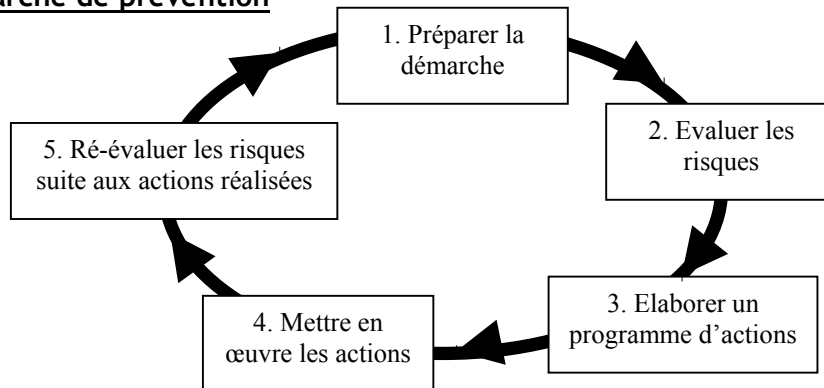 de prévention
1. Préparer la
démarche
2. Evaluer les
risques
3. Elaborer un
programme d’actions
4. Mettre en
œuvre les actions
5. Ré-évaluer les risques
suite aux actions réalisées